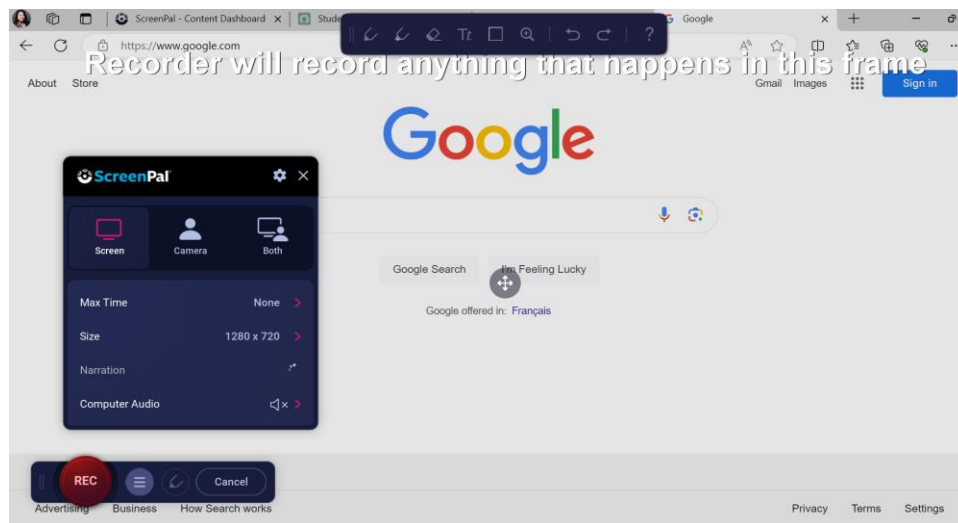 ScreenPal - Content Dashboard
Stude
Google
https://www.google.com
Tt
?
Recorder will record anything that happens in this frame
About Store
Gmail Images
Sign in
Google
ScreenPal
Screen Camera Both
Google Search
I'm Feeling Lucky
Google offered in: Français
Max Time None
Size 1280 x 720
Narration
Computer Audio
REC
Cancel
Advertising Business How Search works
Privacy Terms Settings